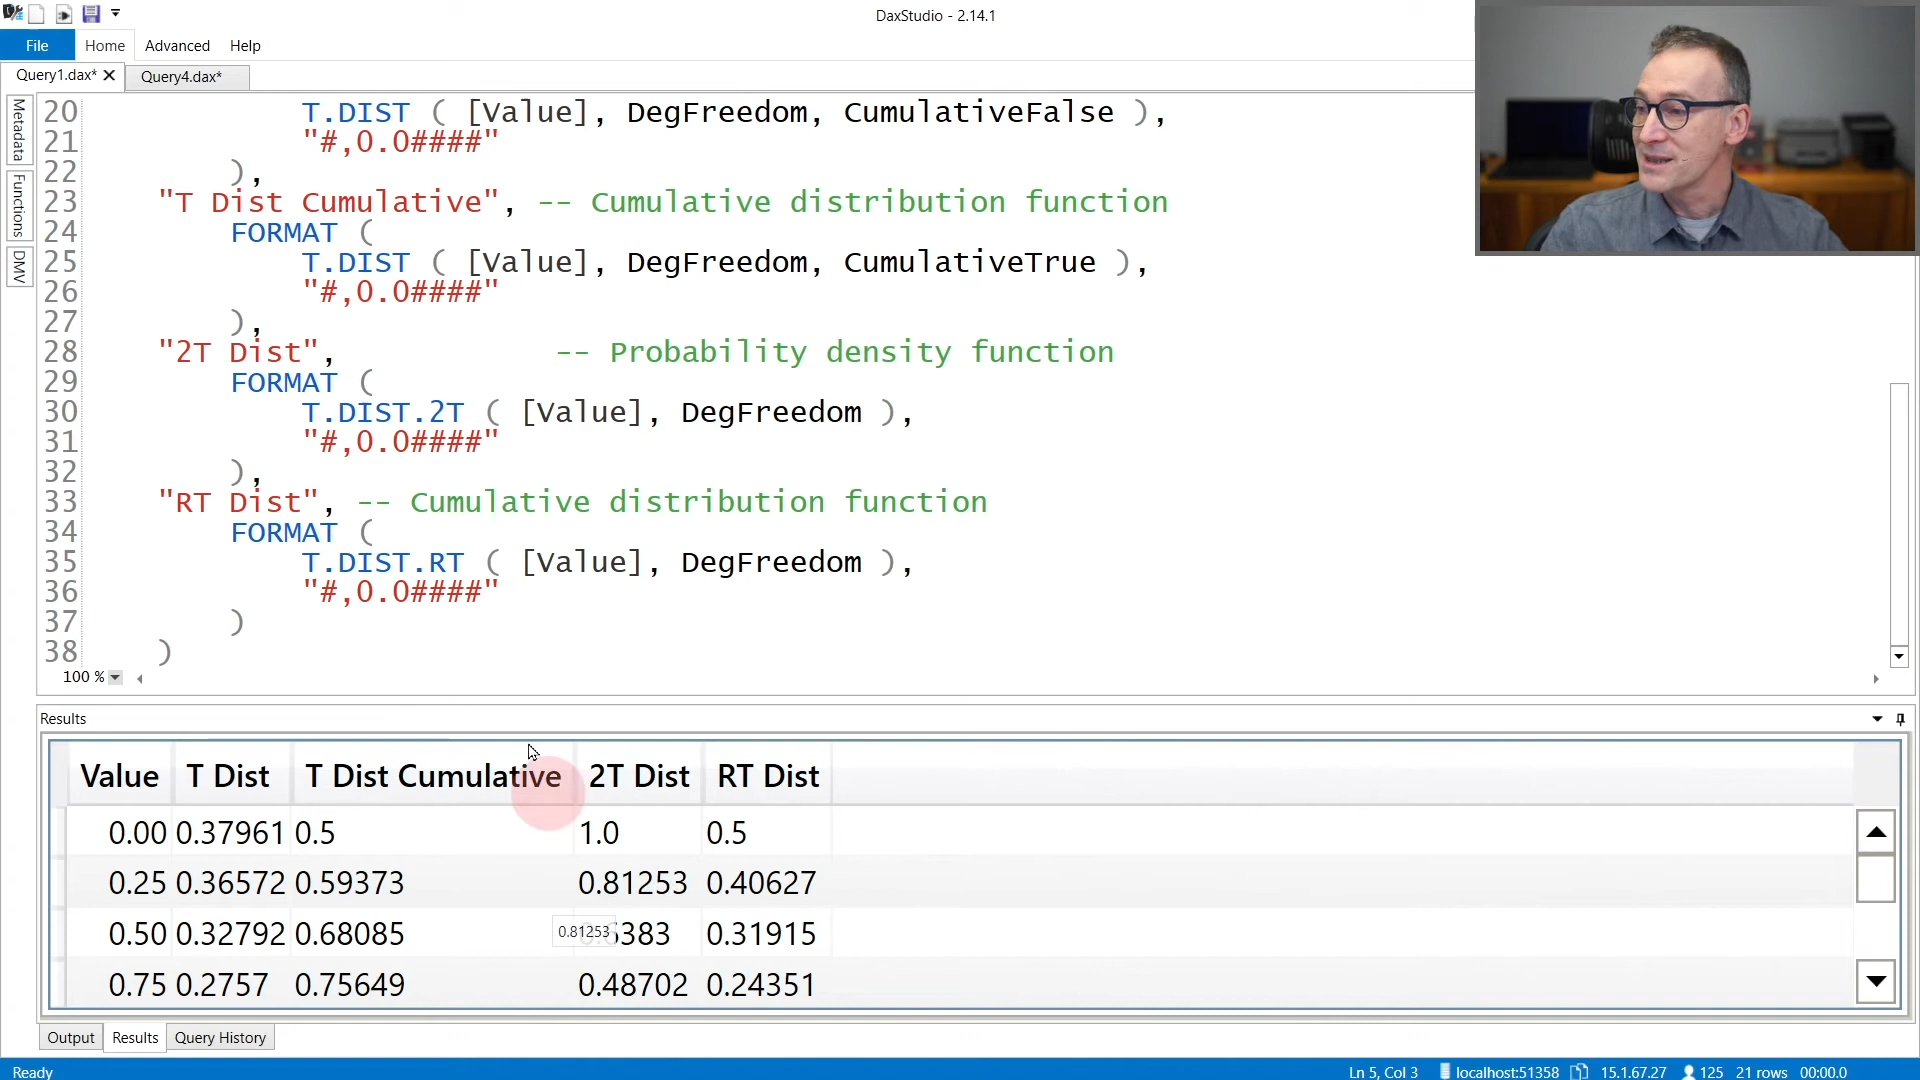 DaxStudio - 2.14.1
File Home Advanced Help
Query1.dax* Query4.dax*
Metadata
Functions
DMV
20 T.DIST ( [Value], DegFreedom, CumulativeFalse ),
21 "#,0.0####"
22 ),
23 "T Dist Cumulative", -- Cumulative distribution function
24 FORMAT (
25 T.DIST ( [Value], DegFreedom, CumulativeTrue ),
26 "#,0.0####"
27 ),
28 "2T Dist", -- Probability density function
29 FORMAT (
30 T.DIST.2T ( [Value], DegFreedom ),
31 "#,0.0####"
32 ),
33 "RT Dist", -- Cumulative distribution function
34 FORMAT (
35 T.DIST.RT ( [Value], DegFreedom ),
36 "#,0.0####"
37 )
38 )
100 %
Results
Value T Dist T Dist Cumulative 2T Dist RT Dist
0.00 0.37961 0.5 1.0 0.5
0.25 0.36572 0.59373 0.81253 0.40627
0.50 0.32792 0.68085 0.81253 0.6383 0.31915
0.75 0.2757 0.75649 0.48702 0.24351
Output Results Query History
Ready Ln 5, Col 3 localhost:51358 15.1.67.27 125 21 rows 00:00.0